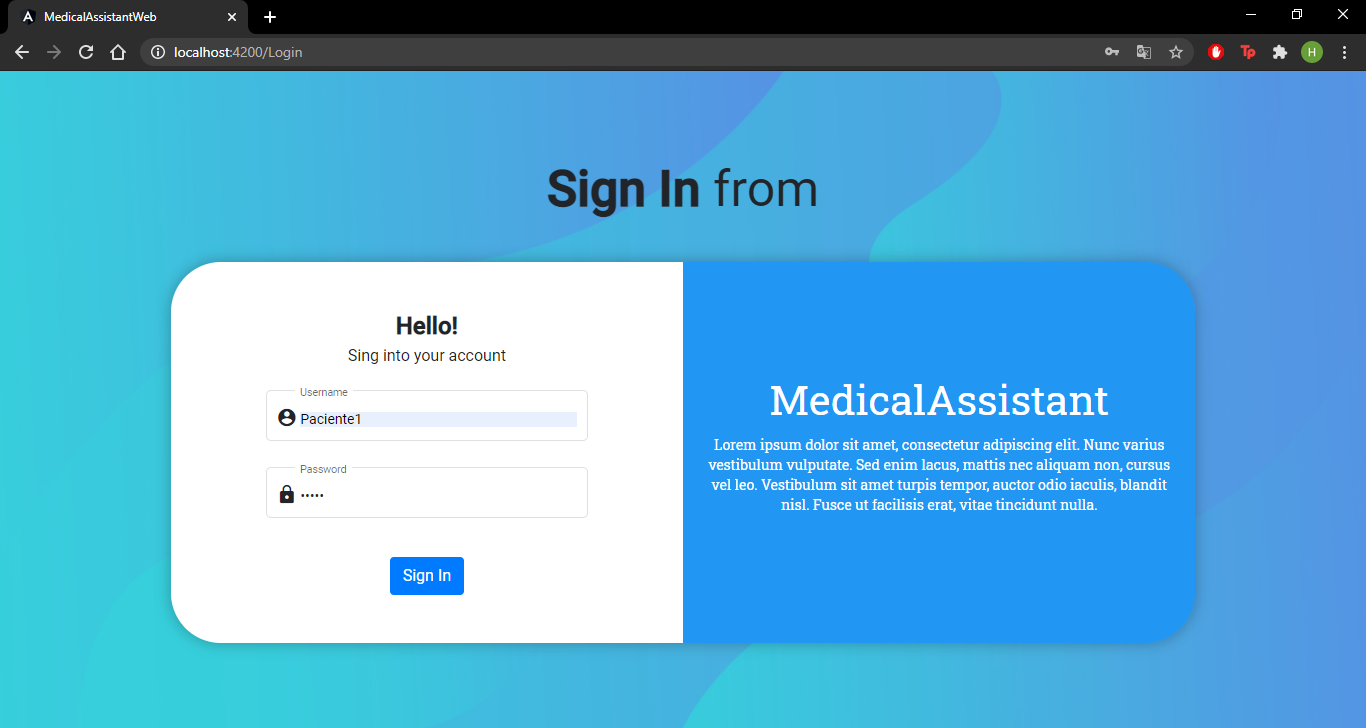 MedicalAssistantWeb
localhost:4200/Login
Tp
H
Sign In from
Hello!
Sing into your account
Username
Paciente1
Password
•••••
Sign In
MedicalAssistant
Lorem ipsum dolor sit amet, consectetur adipiscing elit. Nunc varius
vestibulum vulputate. Sed enim lacus, mattis nec aliquam non, cursus
vel leo. Vestibulum sit amet turpis tempor, auctor odio iaculis, blandit
nisl. Fusce ut facilisis erat, vitae tincidunt nulla.